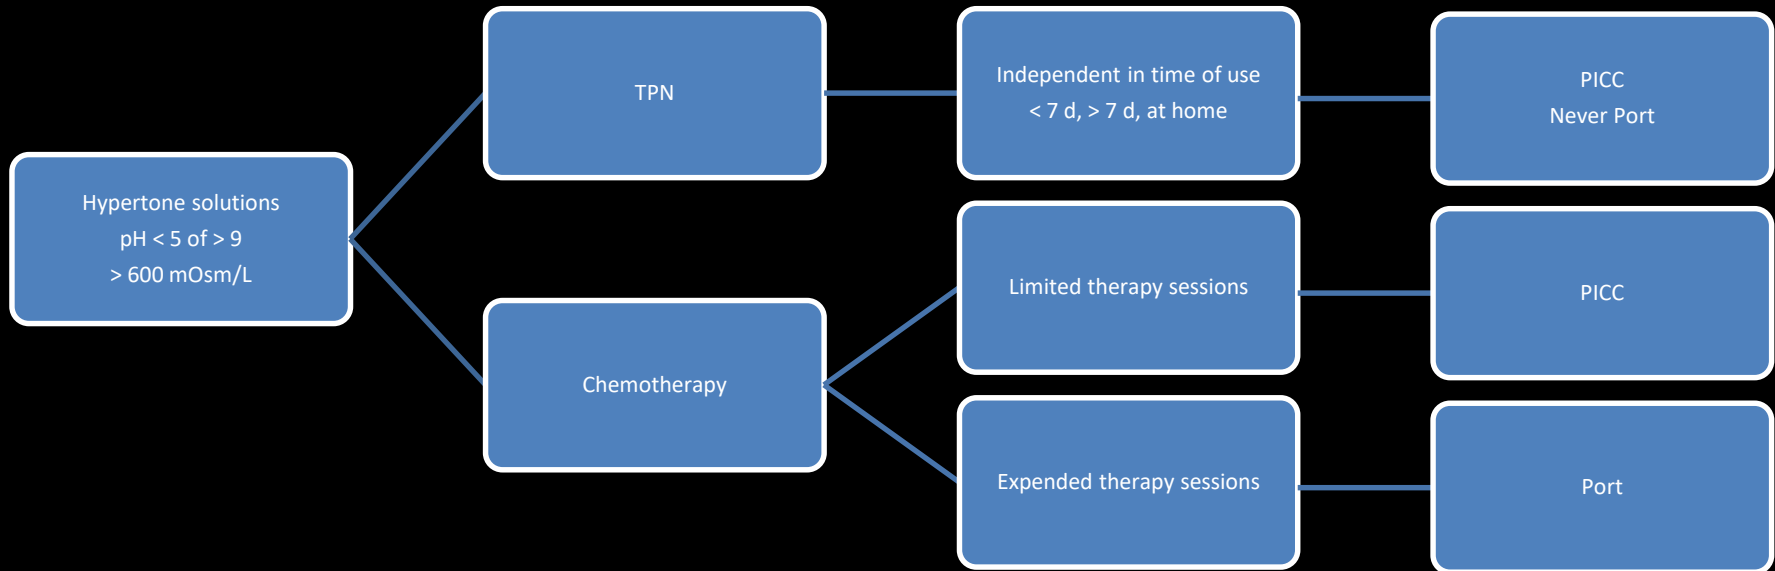 Hypertone solutions
pH < 5 of > 9
> 600 mOsm/L
TPN
Independent in time of use
< 7 d, > 7 d, at home
PICC
Never Port
Chemotherapy
Limited therapy sessions
PICC
Expended therapy sessions
Port